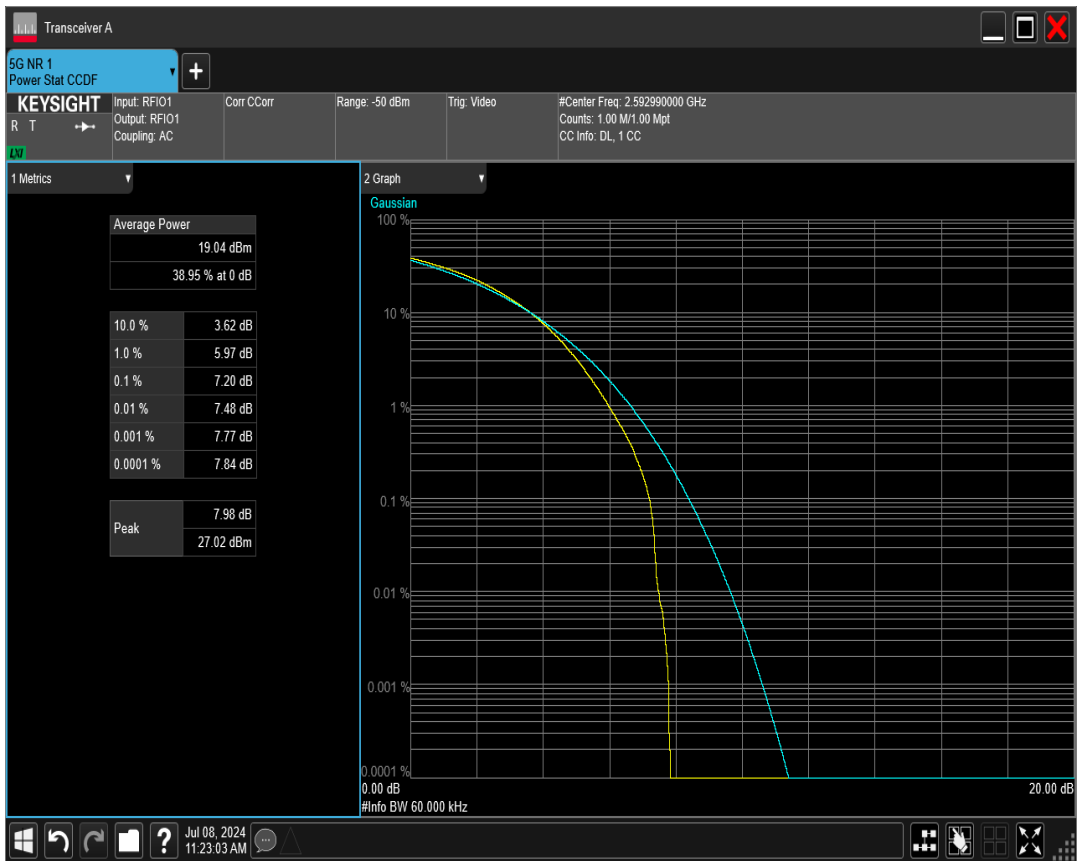 Transceiver A
5G NR 1
Power Stat CCDF
+
KEYSIGHT
R T
LXI
Input: RFIO1
Output: RFIO1
Coupling: AC
Corr CCorr
Range: -50 dBm
Trig: Video
#Center Freq: 2.592990000 GHz
Counts: 1.00 M/1.00 Mpt
CC Info: DL, 1 CC
1 Metrics
Average Power
19.04 dBm
38.95 % at 0 dB
10.0 % 3.62 dB
1.0 % 5.97 dB
0.1 % 7.20 dB
0.01 % 7.48 dB
0.001 % 7.77 dB
0.0001 % 7.84 dB
Peak
7.98 dB
27.02 dBm
2 Graph
Gaussian
100 %
10 %
1 %
0.1 %
0.01 %
0.001 %
0.0001 %
0.00 dB 20.00 dB
#Info BW 60.000 kHz
?
Jul 08, 2024
11:23:03 AM